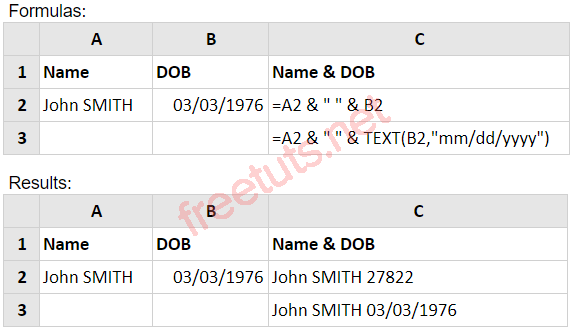 Formulas:
A B C
1 Name DOB Name & DOB
2 John SMITH 03/03/1976 =A2 & " " & B2
3 =A2 & " " & TEXT(B2,"mm/dd/yyyy")
freetuts.net
Results:
A B C
1 Name DOB Name & DOB
2 John SMITH 03/03/1976 John SMITH 27822
3 John SMITH 03/03/1976